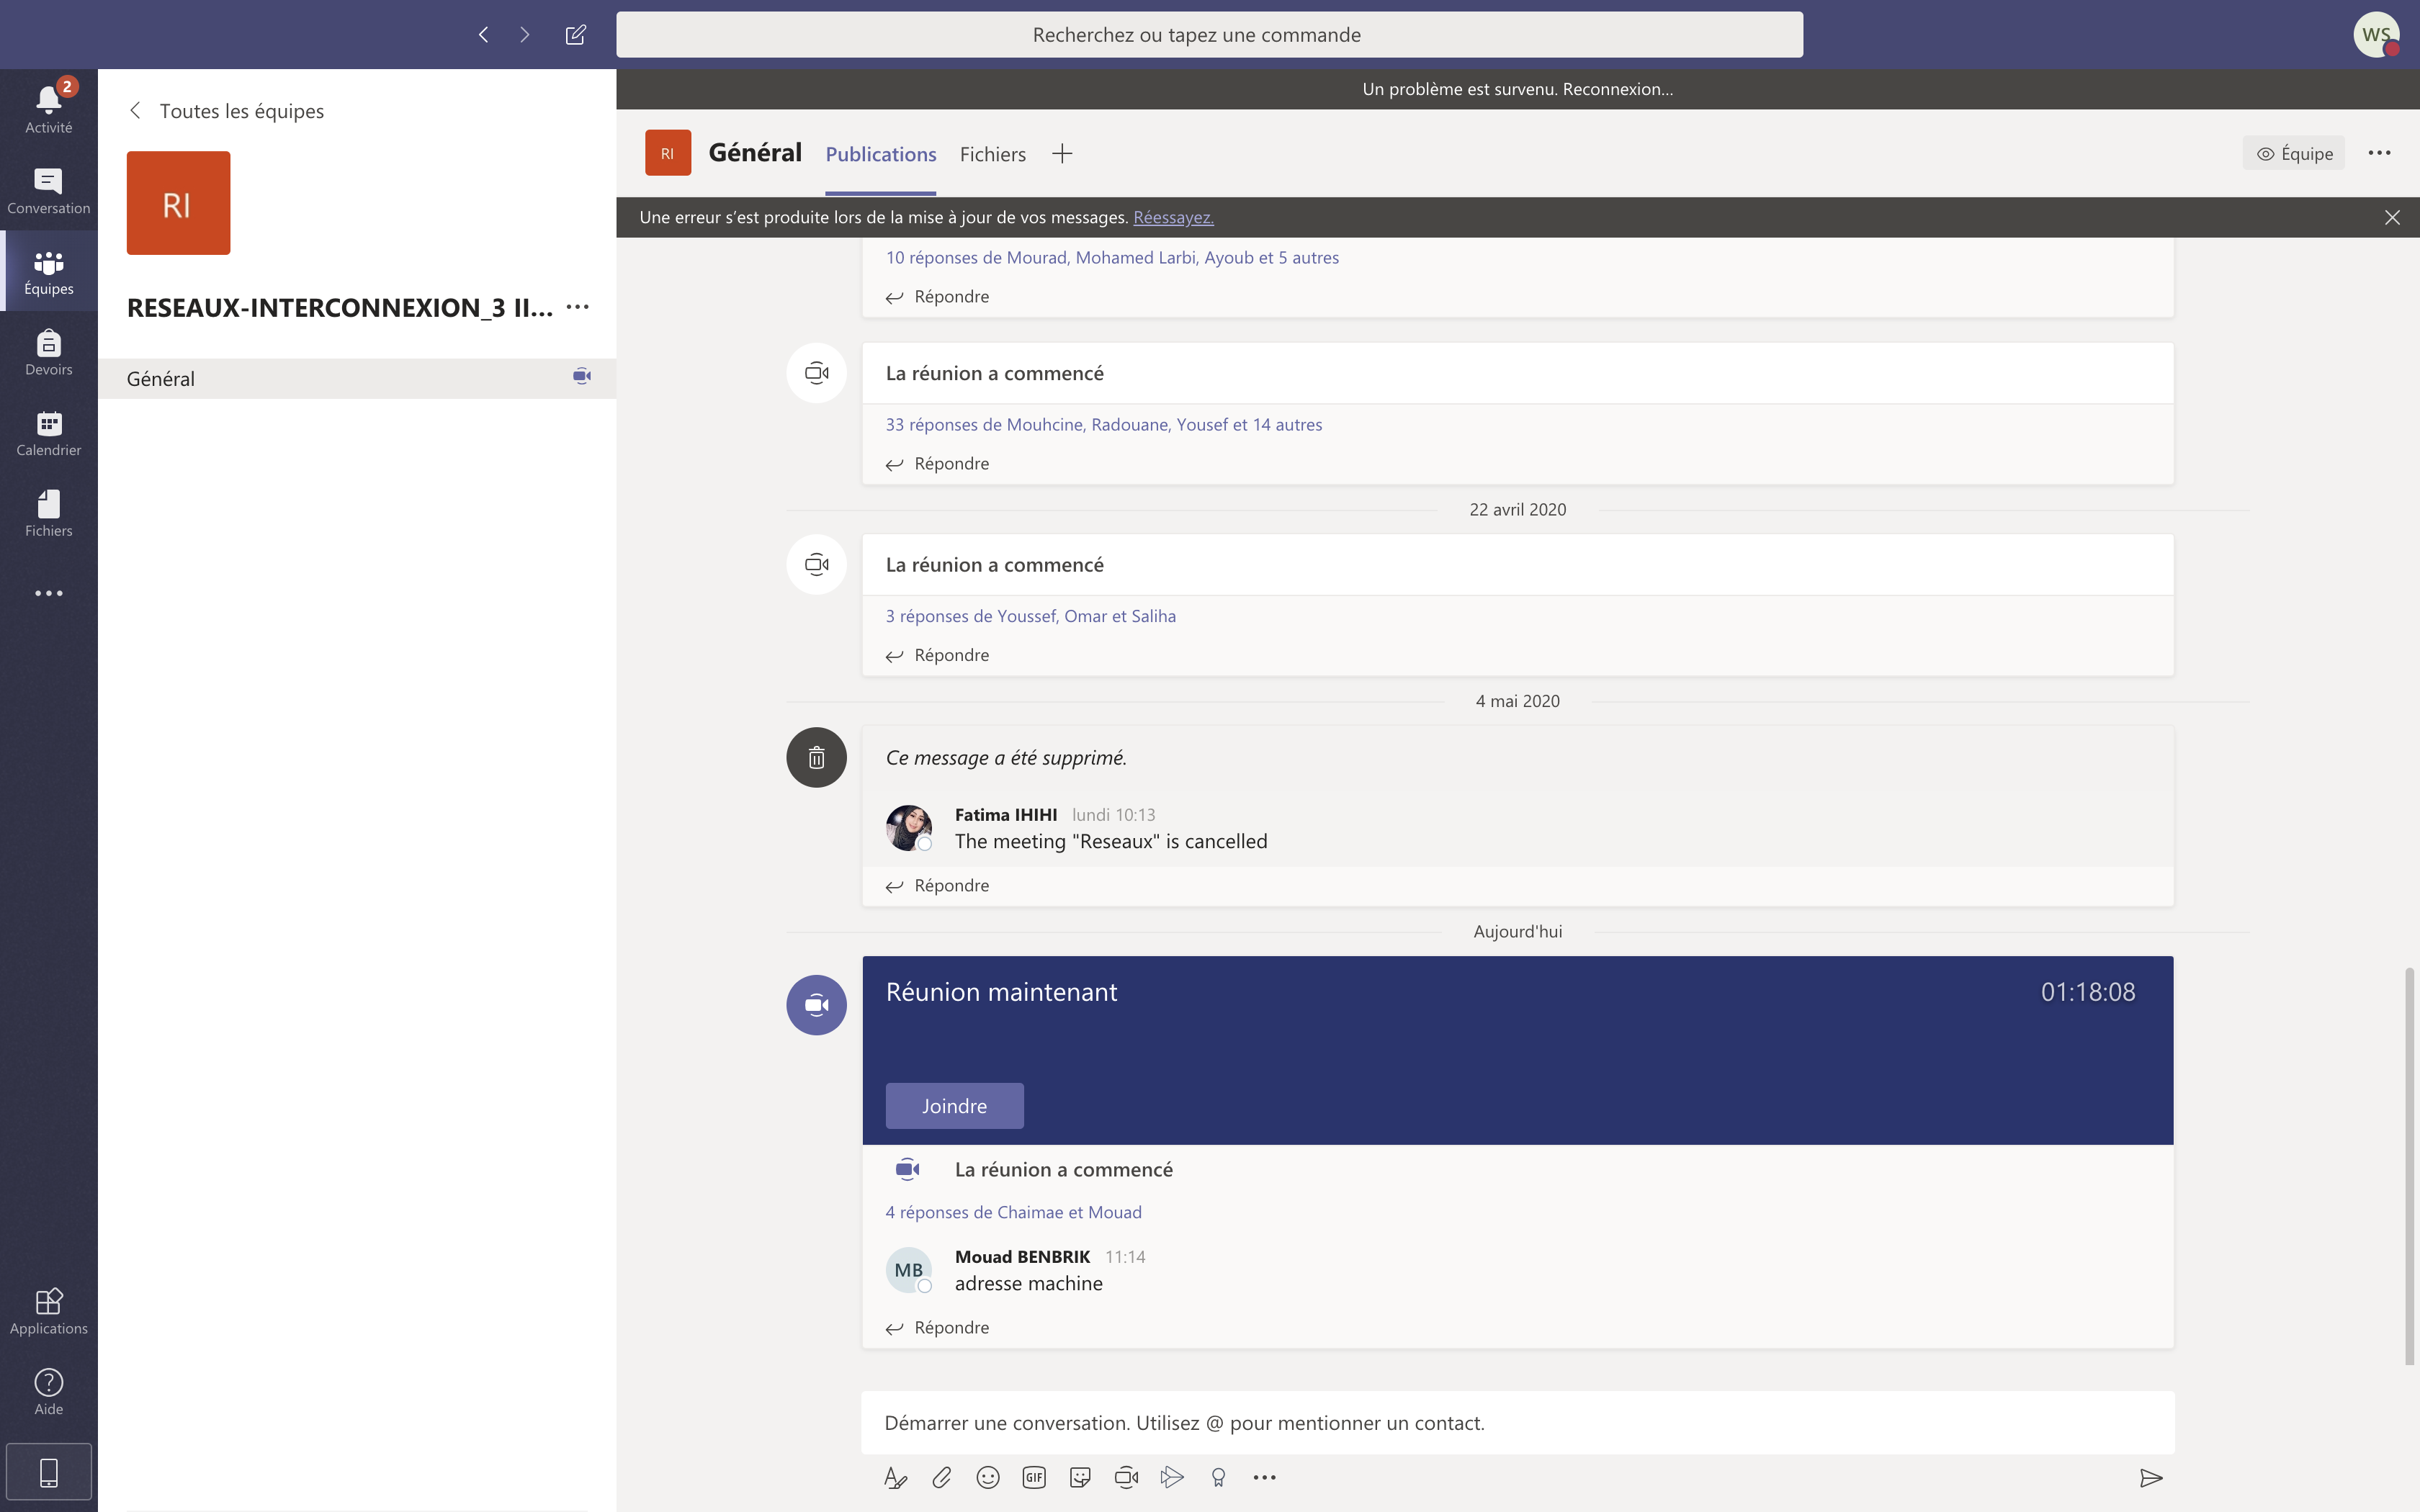 Recherchez ou tapez une commande
WS
2
Activité
Conversation
Équipes
Devoirs
Calendrier
Fichiers
Applications
Aide
Toutes les équipes
RI
RESEAUX-INTERCONNEXION_3 II...
Général
Un problème est survenu. Reconnexion...
RI
Général
Publications
Fichiers
Équipe
Une erreur s’est produite lors de la mise à jour de vos messages. Réessayez.
10 réponses de Mourad, Mohamed Larbi, Ayoub et 5 autres
Répondre
La réunion a commencé
33 réponses de Mouhcine, Radouane, Yousef et 14 autres
Répondre
22 avril 2020
La réunion a commencé
3 réponses de Youssef, Omar et Saliha
Répondre
4 mai 2020
Ce message a été supprimé.
Fatima IHIHI lundi 10:13
The meeting "Reseaux" is cancelled
Répondre
Aujourd'hui
Réunion maintenant 01:18:08
Joindre
La réunion a commencé
4 réponses de Chaimae et Mouad
MB
Mouad BENBRIK 11:14
adresse machine
Répondre
Démarrer une conversation. Utilisez @ pour mentionner un contact.
GIF